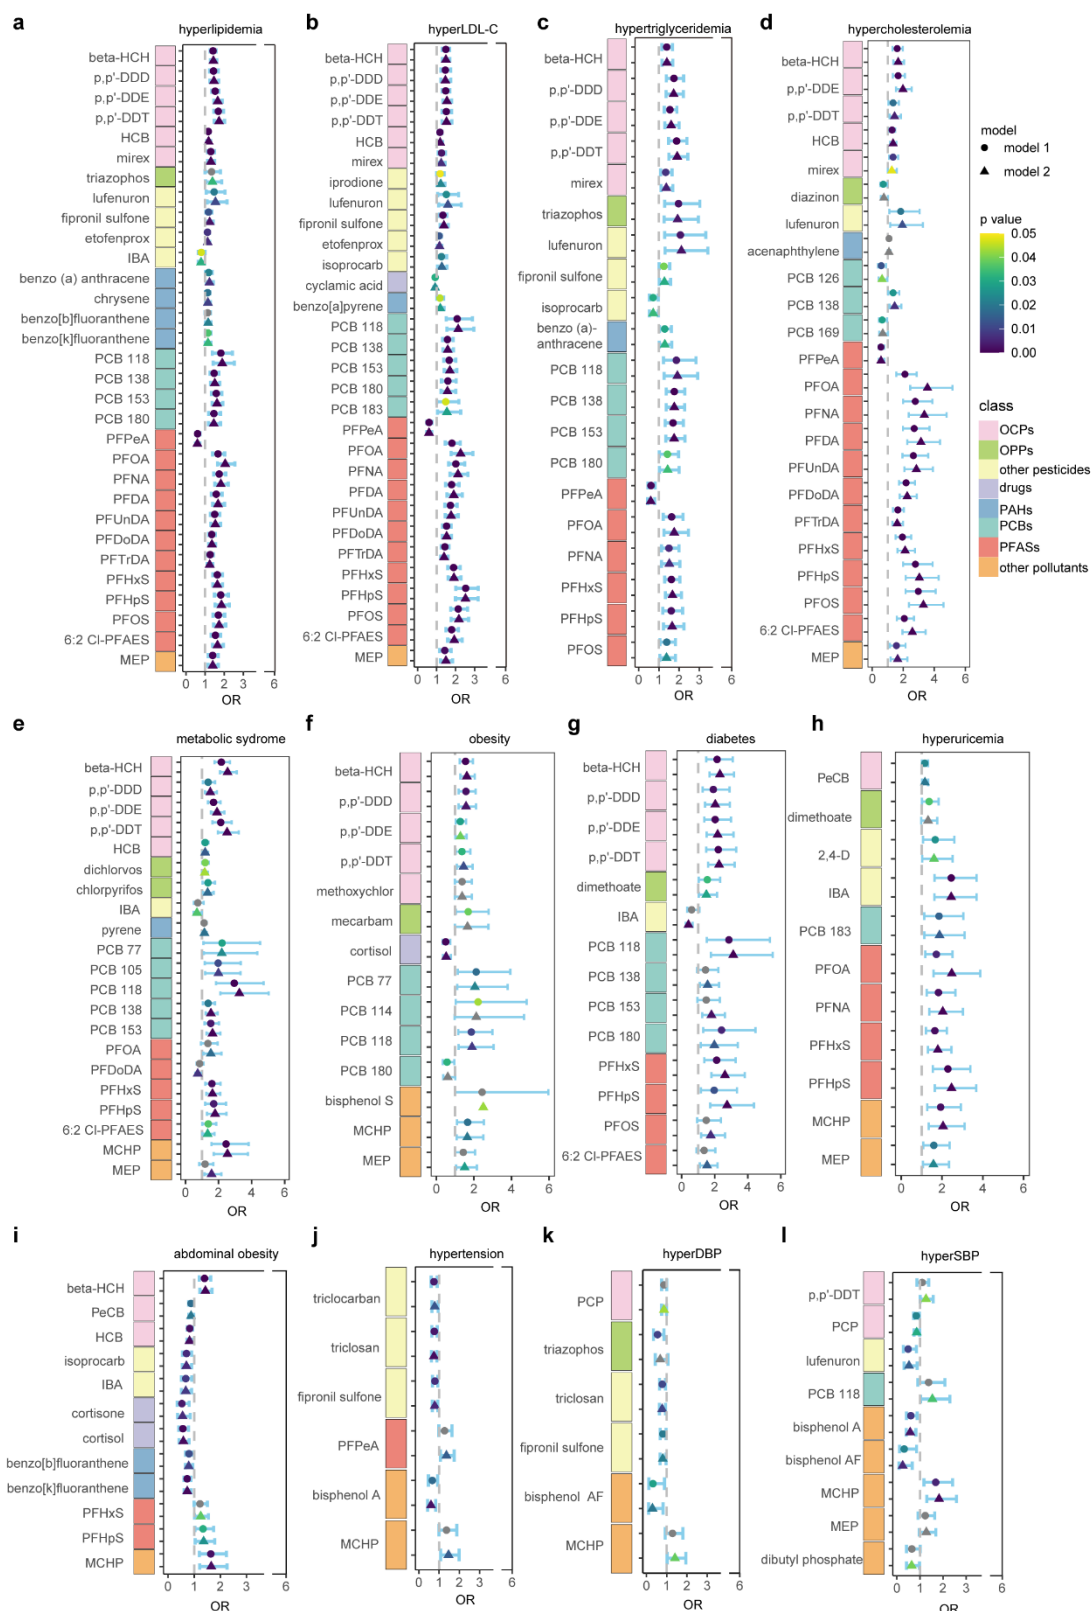 a
hyperlipidemia
beta-HCH
p,p'-DDD
p,p'-DDE
p,p'-DDT
HCB
mirex
triazophos
lufenuron
fipronil sulfone
etofenprox
IBA
benzo (a) anthracene
chrysene
benzo[b]fluoranthene
benzo[k]fluoranthene
PCB 118
PCB 138
PCB 153
PCB 180
PFPeA
PFOA
PFNA
PFDA
PFUnDA
PFDoDA
PFTrDA
PFHxS
PFHpS
PFOS
6:2 Cl-PFAES
MEP
0 1 2 3 6
OR
b
hyperLDL-C
beta-HCH
p,p'-DDD
p,p'-DDE
p,p'-DDT
HCB
mirex
iprodione
lufenuron
fipronil sulfone
etofenprox
isoprocarb
cyclamic acid
benzo[a]pyrene
PCB 118
PCB 138
PCB 153
PCB 180
PCB 183
PFPeA
PFOA
PFNA
PFDA
PFUnDA
PFDoDA
PFTrDA
PFHxS
PFHpS
PFOS
6:2 Cl-PFAES
MEP
0 1 2 3 6
OR
c
hypertriglyceridemia
beta-HCH
p,p'-DDD
p,p'-DDE
p,p'-DDT
mirex
triazophos
lufenuron
fipronil sulfone
isoprocarb
benzo (a)-
anthracene
PCB 118
PCB 138
PCB 153
PCB 180
PFPeA
PFOA
PFNA
PFHxS
PFHpS
PFOS
0 1 2 3 6
OR
d
hypercholesterolemia
beta-HCH
p,p'-DDE
p,p'-DDT
HCB
mirex
diazinon
lufenuron
acenaphthylene
PCB 126
PCB 138
PCB 169
PFPeA
PFOA
PFNA
PFDA
PFUnDA
PFDoDA
PFTrDA
PFHxS
PFHpS
PFOS
6:2 Cl-PFAES
MEP
0 2 4 6
OR
model
model 1
model 2
p value
0.05
0.04
0.03
0.02
0.01
0.00
class
OCPs
OPPs
other pesticides
drugs
PAHs
PCBs
PFASs
other pollutants
e
metabolic sydrome
beta-HCH
p,p'-DDD
p,p'-DDE
p,p'-DDT
HCB
dichlorvos
chlorpyrifos
IBA
pyrene
PCB 77
PCB 105
PCB 118
PCB 138
PCB 153
PFOA
PFDoDA
PFHxS
PFHpS
6:2 Cl-PFAES
MCHP
MEP
0 2 4 6
OR
f
obesity
beta-HCH
p,p'-DDD
p,p'-DDE
p,p'-DDT
methoxychlor
mecarbam
cortisol
PCB 77
PCB 114
PCB 118
PCB 180
bisphenol S
MCHP
MEP
0 2 4 6
OR
g
diabetes
beta-HCH
p,p'-DDD
p,p'-DDE
p,p'-DDT
dimethoate
IBA
PCB 118
PCB 138
PCB 153
PCB 180
PFHxS
PFHpS
PFOS
6:2 Cl-PFAES
0 2 4 6
OR
h
hyperuricemia
PeCB
dimethoate
2,4-D
IBA
PCB 183
PFOA
PFNA
PFHxS
PFHpS
MCHP
MEP
0 2 4 6
OR
i
abdominal obesity
beta-HCH
PeCB
HCB
isoprocarb
IBA
cortisone
cortisol
benzo[b]fluoranthene
benzo[k]fluoranthene
PFHxS
PFHpS
MCHP
0 1 2 3 6
OR
j
hypertension
triclocarban
triclosan
fipronil sulfone
PFPeA
bisphenol A
MCHP
0 1 2 3 6
OR
k
hyperDBP
PCP
triazophos
triclosan
fipronil sulfone
bisphenol AF
MCHP
0 1 2 3 6
OR
l
hyperSBP
p,p'-DDT
PCP
lufenuron
PCB 118
bisphenol A
bisphenol AF
MCHP
MEP
dibutyl phosphate
0 1 2 3 6
OR